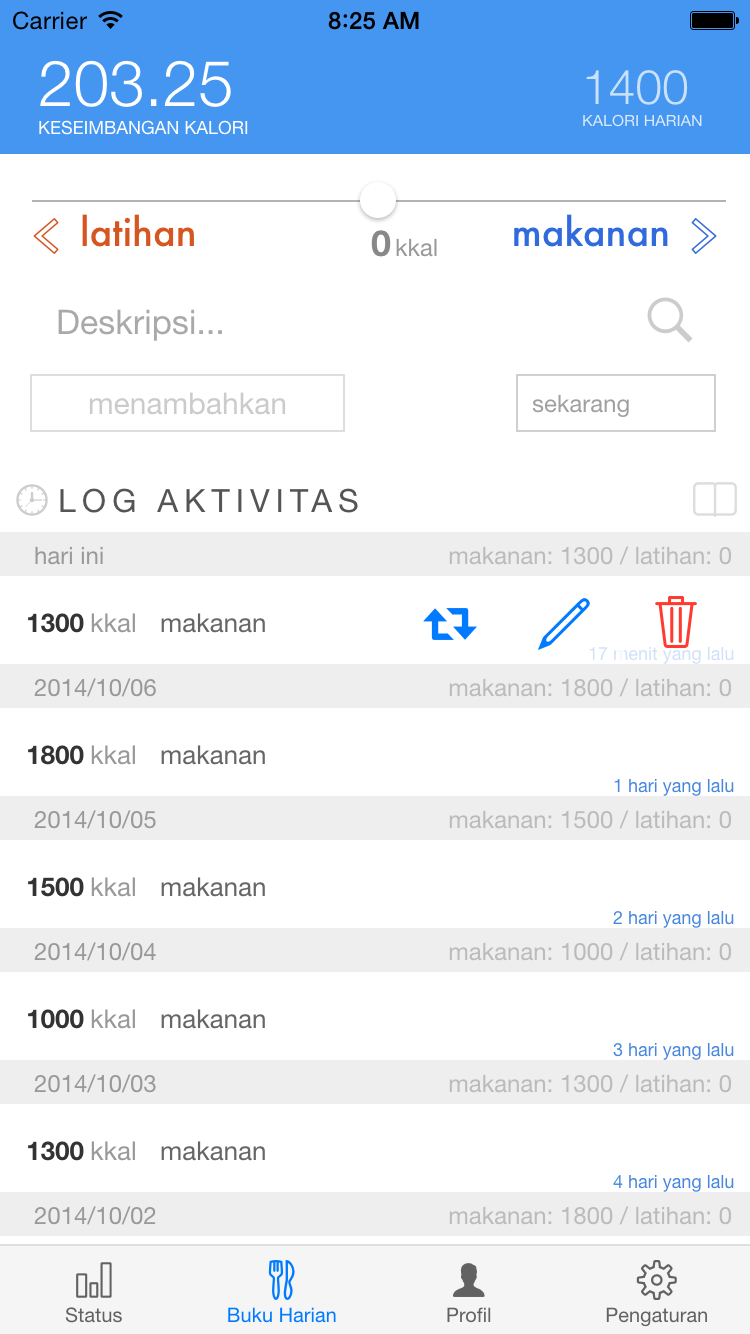 Carrier 8:25 AM
203.25 1400
KESEIMBANGAN KALORI KALORI HARIAN
latihan 0 kkal makanan
Deskripsi...
menambahkan sekarang
LOG AKTIVITAS
hari ini makanan: 1300 / latihan: 0
1300 kkal makanan
17 menit yang lalu
2014/10/06 makanan: 1800 / latihan: 0
1800 kkal makanan
1 hari yang lalu
2014/10/05 makanan: 1500 / latihan: 0
1500 kkal makanan
2 hari yang lalu
2014/10/04 makanan: 1000 / latihan: 0
1000 kkal makanan
3 hari yang lalu
2014/10/03 makanan: 1300 / latihan: 0
1300 kkal makanan
4 hari yang lalu
2014/10/02 makanan: 1800 / latihan: 0
Status Buku Harian Profil Pengaturan